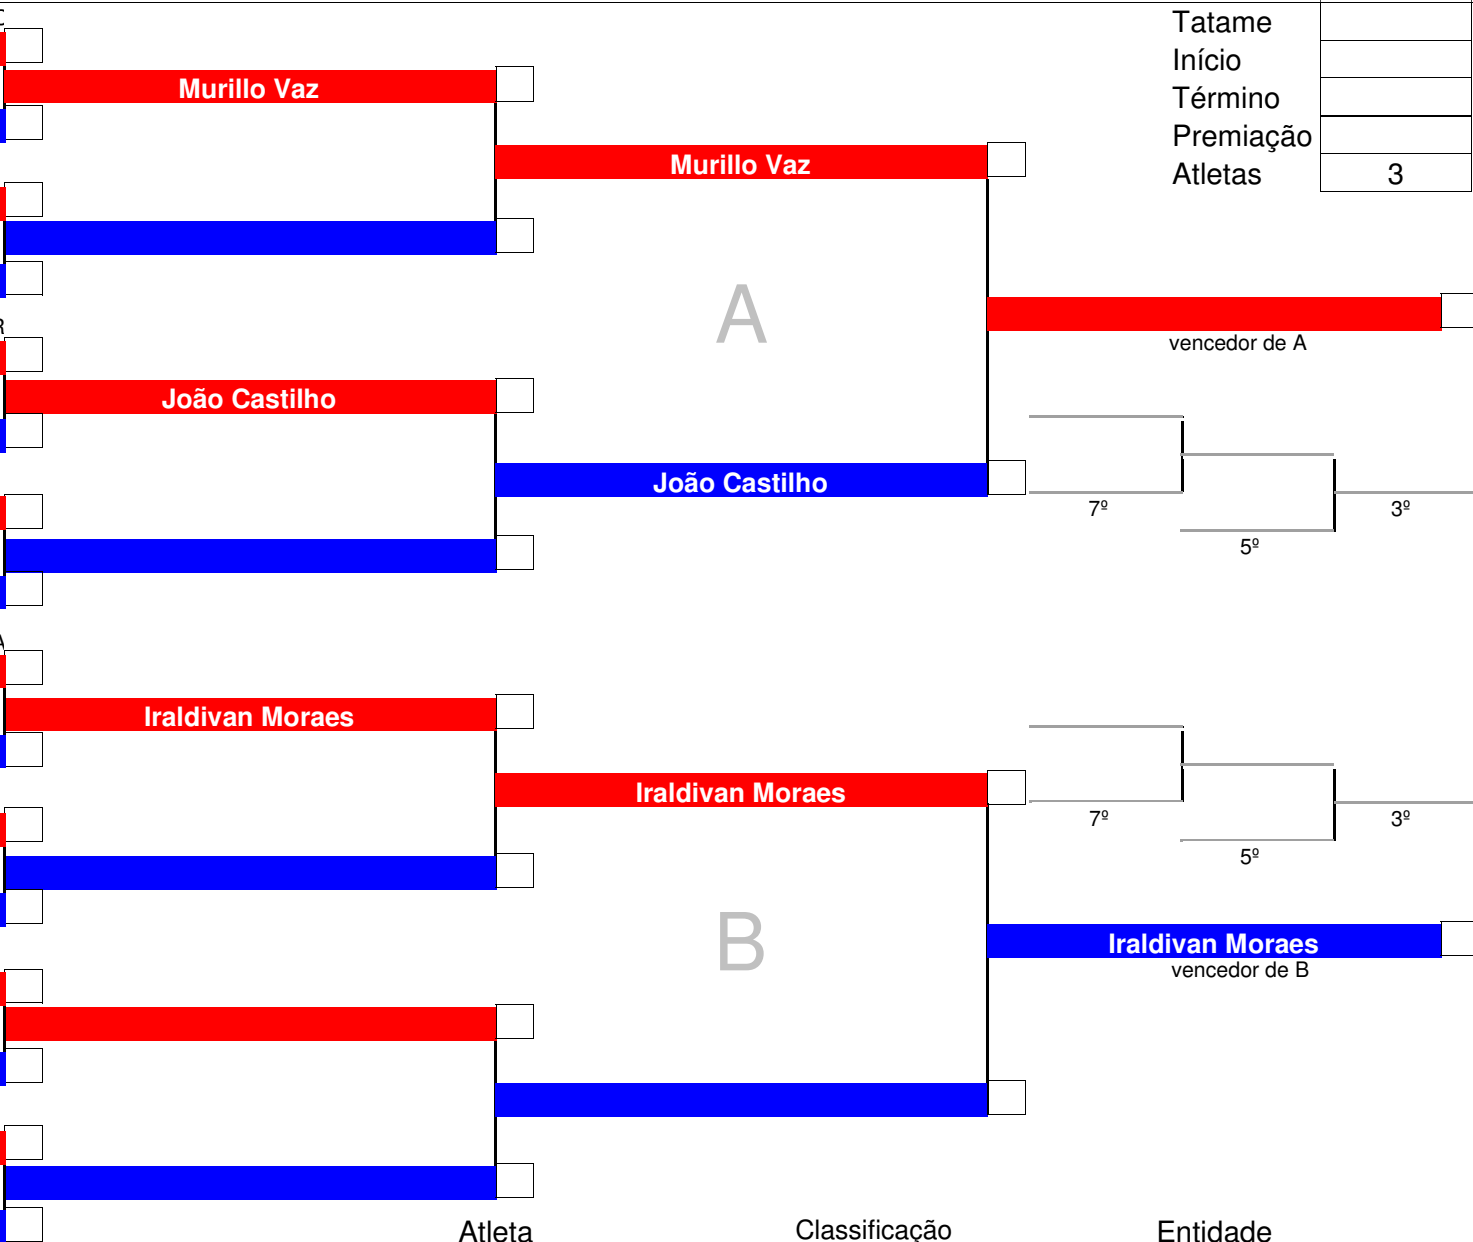 Tatame
Início
Término
Premiação
Atletas 3
Murillo Vaz
Murillo Vaz
A
vencedor de A
João Castilho
João Castilho
7º
3º
5º
Iraldivan Moraes
Iraldivan Moraes
7º
3º
5º
B
Iraldivan Moraes
vencedor de B
Atleta Classificação Entidade